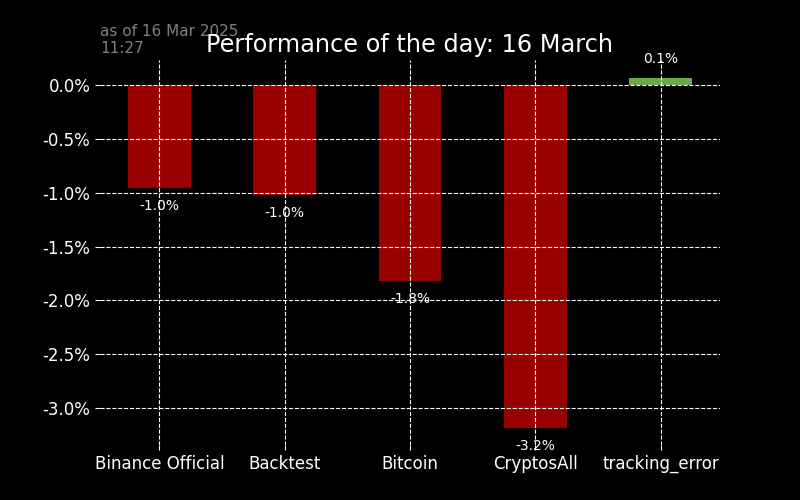 as of 16 Mar 2025
11:27
Performance of the day: 16 March
0.1%
0.0%
-0.5%
-1.0%
-1.0%
-1.0%
-1.5%
-2.0%
-1.8%
-2.5%
-3.0%
-3.2%
Binance Official
Backtest
Bitcoin
CryptosAll
tracking_error